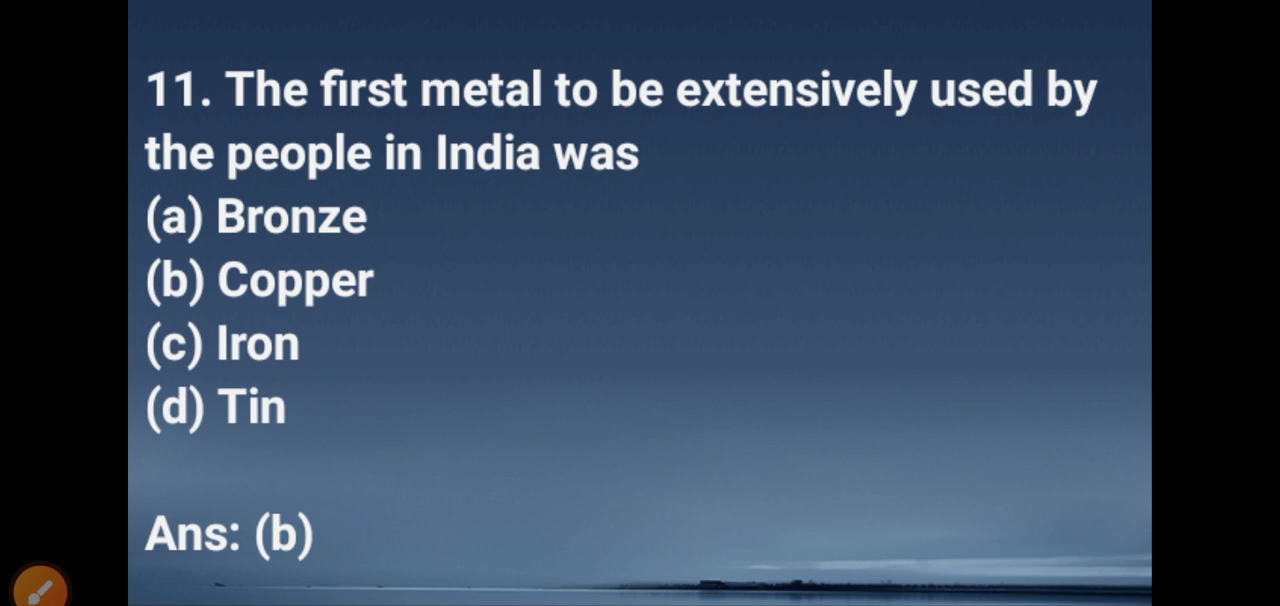 11. The first metal to be extensively used by
the people in India was
(a) Bronze
(b) Copper
(c) Iron
(d) Tin
Ans: (b)